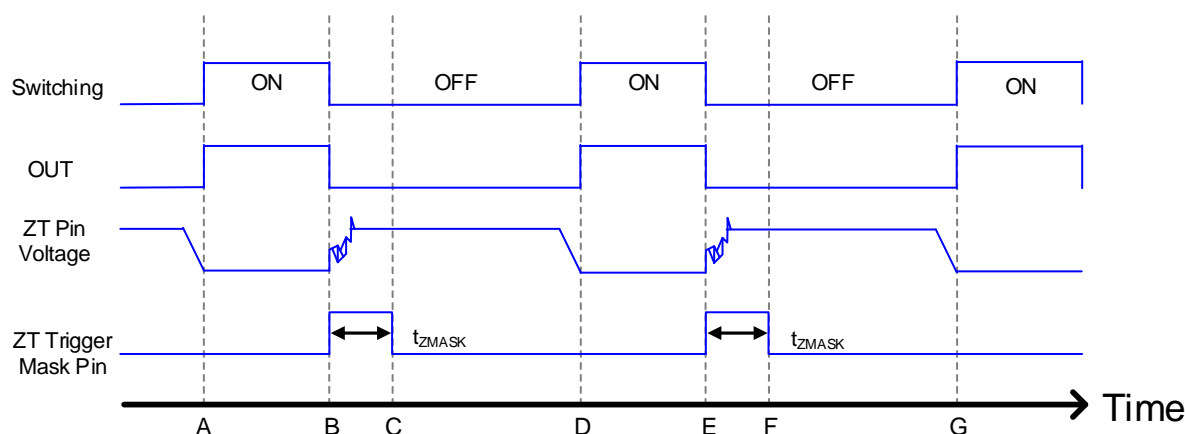 Switching
ON
OFF
ON
OFF
ON
OUT
ZT Pin
Voltage
ZT Trigger
Mask Pin
tZMASK
tZMASK
A
B
C
D
E
F
G
Time